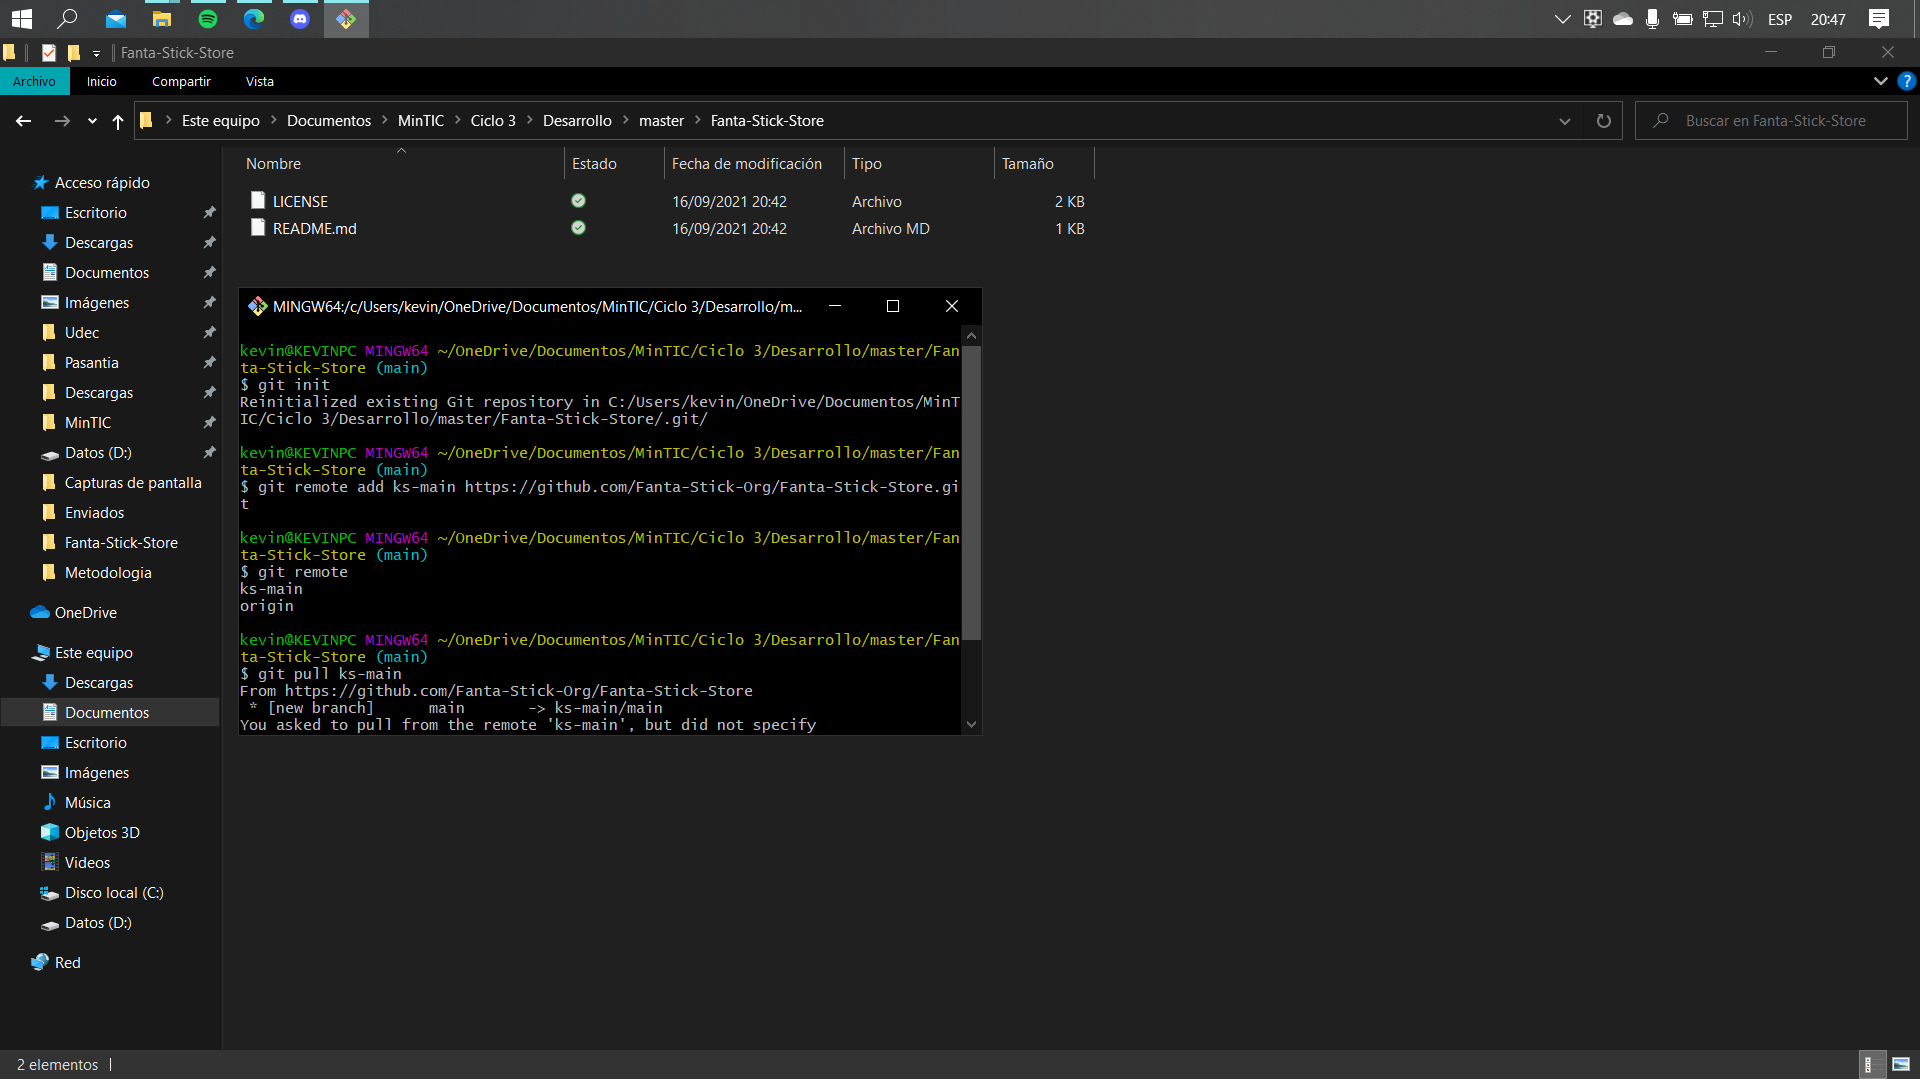 ESP
20:47
Fanta-Stick-Store
Archivo
Inicio
Compartir
Vista
Este equipo
Documentos
MinTIC
Ciclo 3
Desarrollo
master
Fanta-Stick-Store
Buscar en Fanta-Stick-Store
Nombre
Estado
Fecha de modificación
Tipo
Tamaño
LICENSE
16/09/2021 20:42
Archivo
2 KB
README.md
16/09/2021 20:42
Archivo MD
1 KB
Acceso rápido
Escritorio
Descargas
Documentos
Imágenes
Udec
Pasantia
Descargas
MinTIC
Datos (D:)
Capturas de pantalla
Enviados
Fanta-Stick-Store
Metodologia
OneDrive
Este equipo
Descargas
Documentos
Escritorio
Imágenes
Música
Objetos 3D
Videos
Disco local (C:)
Datos (D:)
Red
MINGW64:/c/Users/kevin/OneDrive/Documentos/MinTIC/Ciclo 3/Desarrollo/m...
kevin@KEVINPC MINGW64 ~/OneDrive/Documentos/MinTIC/Ciclo 3/Desarrollo/master/Fan
ta-Stick-Store (main)
$ git init
Reinitialized existing Git repository in C:/Users/kevin/OneDrive/Documentos/MinT
IC/Ciclo 3/Desarrollo/master/Fanta-Stick-Store/.git/
kevin@KEVINPC MINGW64 ~/OneDrive/Documentos/MinTIC/Ciclo 3/Desarrollo/master/Fan
ta-Stick-Store (main)
$ git remote add ks-main https://github.com/Fanta-Stick-Org/Fanta-Stick-Store.gi
t
kevin@KEVINPC MINGW64 ~/OneDrive/Documentos/MinTIC/Ciclo 3/Desarrollo/master/Fan
ta-Stick-Store (main)
$ git remote
ks-main
origin
kevin@KEVINPC MINGW64 ~/OneDrive/Documentos/MinTIC/Ciclo 3/Desarrollo/master/Fan
ta-Stick-Store (main)
$ git pull ks-main
From https://github.com/Fanta-Stick-Org/Fanta-Stick-Store
* [new branch] main -> ks-main/main
You asked to pull from the remote 'ks-main', but did not specify
2 elementos